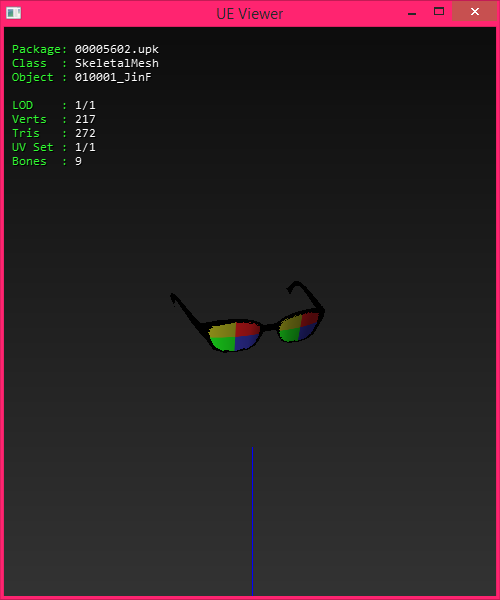 UE Viewer
Package: 00005602.upk
Class  : SkeletalMesh
Object : 010001_JinF
LOD    : 1/1
Verts  : 217
Tris   : 272
UV Set : 1/1
Bones  : 9